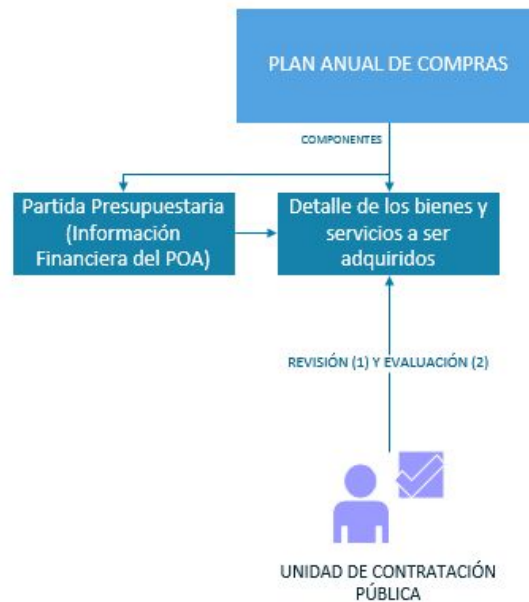 PLAN ANUAL DE COMPRAS
COMPONENTES
Partida Presupuestaria
(Información
Financiera del POA)
Detalle de los bienes y
servicios a ser
adquiridos
REVISIÓN (1) Y EVALUACIÓN (2)
UNIDAD DE CONTRATACIÓN
PÚBLICA